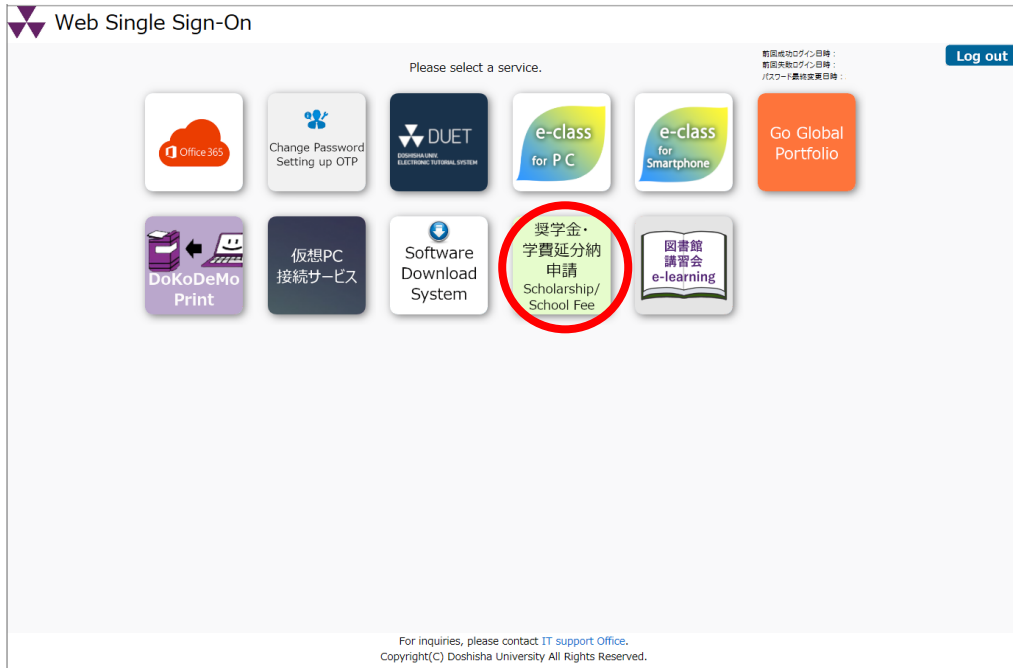 Web Single Sign-On
Please select a service.
前回成功ログイン日時：
前回失敗ログイン日時：
パスワード最終変更日時：
Log out
Office 365
Change Password
Setting up OTP
DUET
DOSHISHA UNIV.
ELECTRONIC TUTORIAL SYSTEM
e-class
for PC
e-class
for
Smartphone
Go Global
Portfolio
DoKoDeMo
Print
仮想PC
接続サービス
Software
Download
System
奨学金・
学費延分納
申請
Scholarship/
School Fee
図書館
講習会
e-learning
For inquiries, please contact IT support Office.
Copyright(C) Doshisha University All Rights Reserved.